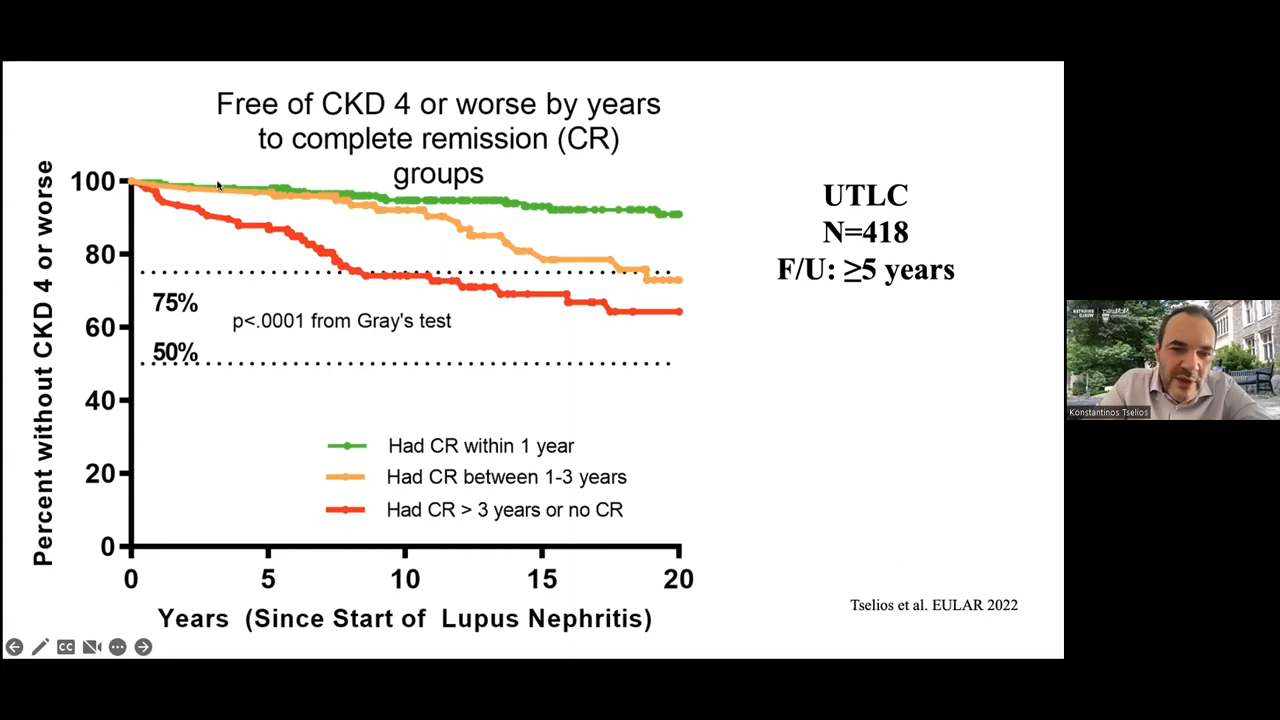 Free of CKD 4 or worse by years
to complete remission (CR)
groups
Percent without CKD 4 or worse
100
80
60
40
20
0
75%
p<.0001 from Gray's test
50%
Had CR within 1 year
Had CR between 1-3 years
Had CR > 3 years or no CR
0 5 10 15 20
Years (Since Start of Lupus Nephritis)
UTLC
N=418
F/U: ≥5 years
Tselios et al. EULAR 2022
CC
Konstantinos Tselios